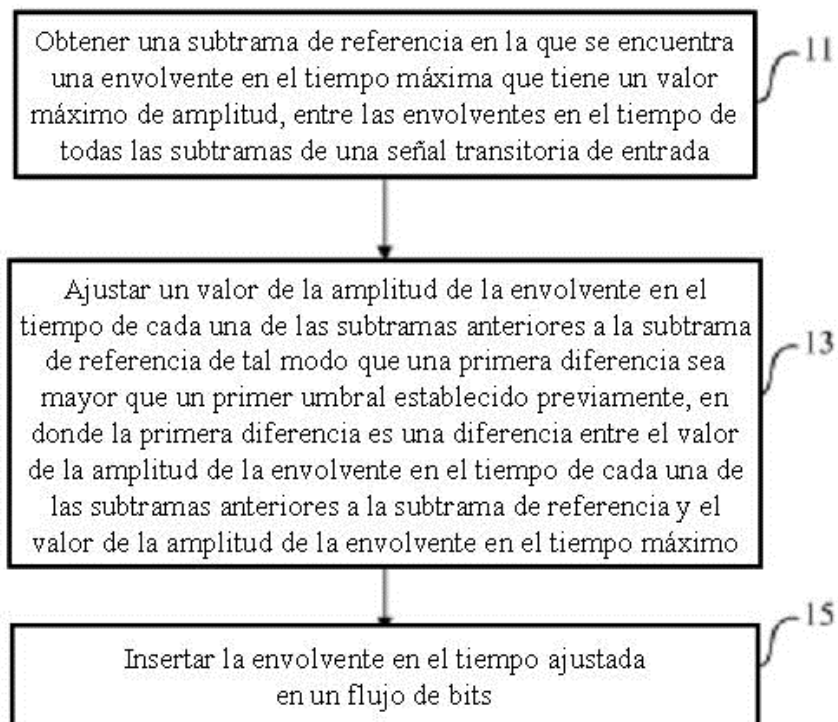 Obtener una subtrama de referencia en la que se encuentra
una envolvente en el tiempo máxima que tiene un valor
máximo de amplitud, entre las envolventes en el tiempo de
todas las subtramas de una señal transitoria de entrada
11
Ajustar un valor de la amplitud de la envolvente en el
tiempo de cada una de las subtramas anteriores a la subtrama
de referencia de tal modo que una primera diferencia sea
mayor que un primer umbral establecido previamente, en
donde la primera diferencia es una diferencia entre el valor
de la amplitud de la envolvente en el tiempo de cada una de
las subtramas anteriores a la subtrama de referencia y el
valor de la amplitud de la envolvente en el tiempo máximo
13
Insertar la envolvente en el tiempo ajustada
en un flujo de bits
15